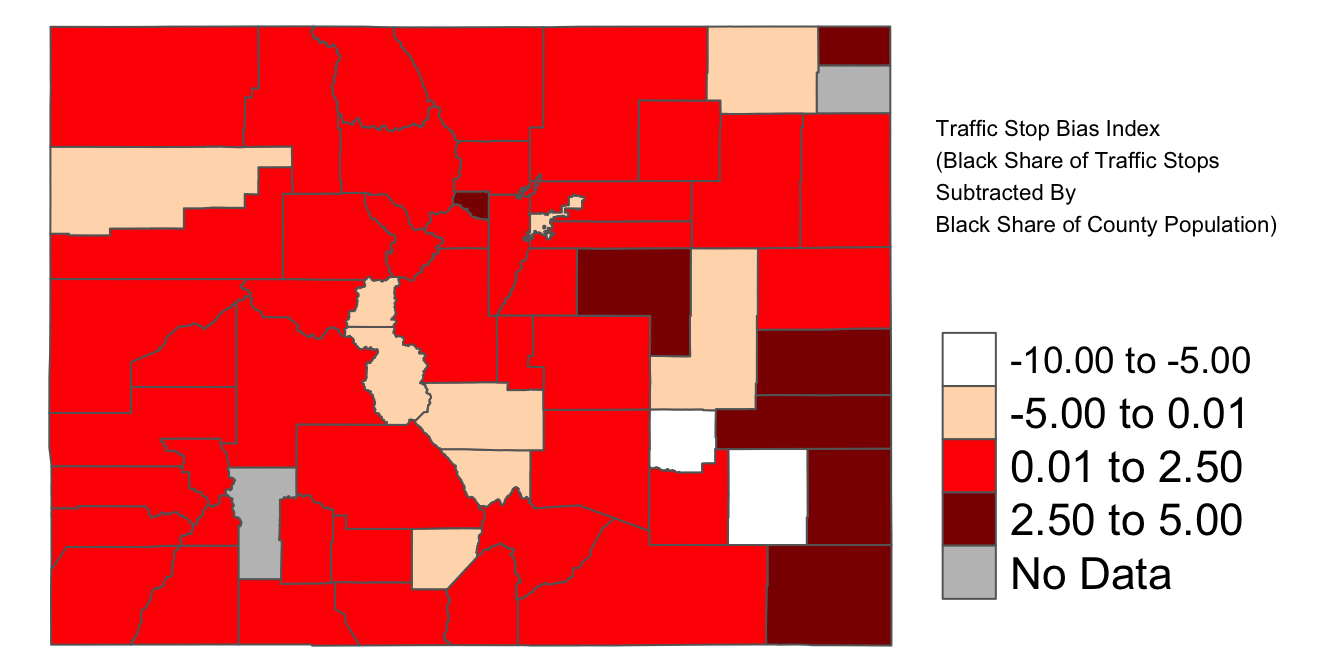 Traffic Stop Bias Index
(Black Share of Traffic Stops
Subtracted By
Black Share of County Population)
-10.00 to -5.00
-5.00 to 0.01
0.01 to 2.50
2.50 to 5.00
No Data